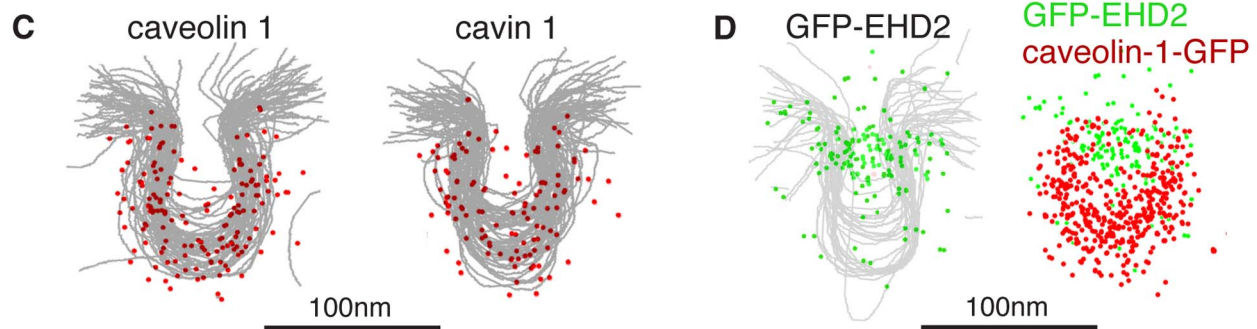 C
caveolin 1
cavin 1
100nm
D
GFP-EHD2
GFP-EHD2
caveolin-1-GFP
100nm